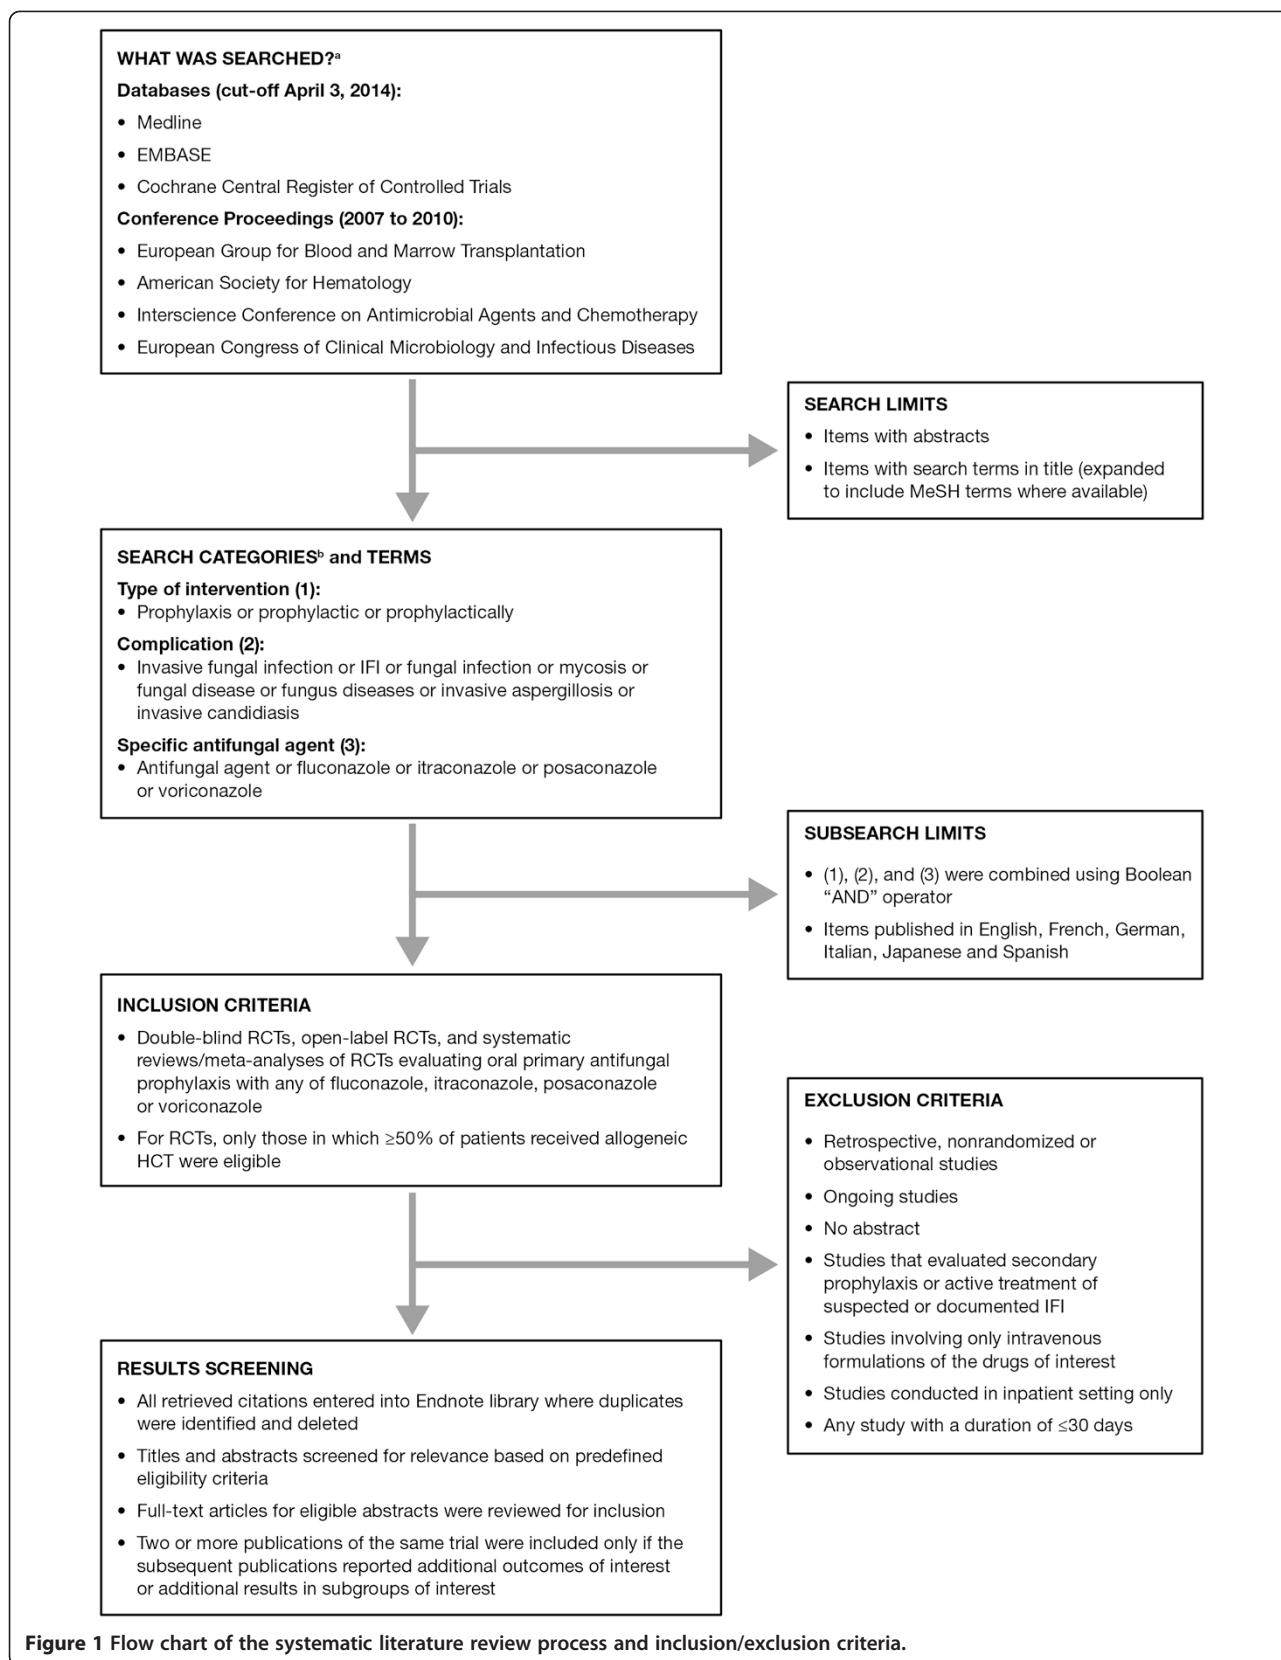 WHAT WAS SEARCHED?ᵃ
Databases (cut-off April 3, 2014):
• Medline
• EMBASE
• Cochrane Central Register of Controlled Trials
Conference Proceedings (2007 to 2010):
• European Group for Blood and Marrow Transplantation
• American Society for Hematology
• Interscience Conference on Antimicrobial Agents and Chemotherapy
• European Congress of Clinical Microbiology and Infectious Diseases
SEARCH LIMITS
• Items with abstracts
• Items with search terms in title (expanded
to include MeSH terms where available)
SEARCH CATEGORIESᵇ and TERMS
Type of intervention (1):
• Prophylaxis or prophylactic or prophylactically
Complication (2):
• Invasive fungal infection or IFI or fungal infection or mycosis or
fungal disease or fungus diseases or invasive aspergillosis or
invasive candidiasis
Specific antifungal agent (3):
• Antifungal agent or fluconazole or itraconazole or posaconazole
or voriconazole
SUBSEARCH LIMITS
• (1), (2), and (3) were combined using Boolean
“AND” operator
• Items published in English, French, German,
Italian, Japanese and Spanish
INCLUSION CRITERIA
• Double-blind RCTs, open-label RCTs, and systematic
reviews/meta-analyses of RCTs evaluating oral primary antifungal
prophylaxis with any of fluconazole, itraconazole, posaconazole
or voriconazole
• For RCTs, only those in which ≥50% of patients received allogeneic
HCT were eligible
EXCLUSION CRITERIA
• Retrospective, nonrandomized or
observational studies
• Ongoing studies
• No abstract
• Studies that evaluated secondary
prophylaxis or active treatment of
suspected or documented IFI
• Studies involving only intravenous
formulations of the drugs of interest
• Studies conducted in inpatient setting only
• Any study with a duration of ≤30 days
RESULTS SCREENING
• All retrieved citations entered into Endnote library where duplicates
were identified and deleted
• Titles and abstracts screened for relevance based on predefined
eligibility criteria
• Full-text articles for eligible abstracts were reviewed for inclusion
• Two or more publications of the same trial were included only if the
subsequent publications reported additional outcomes of interest
or additional results in subgroups of interest
Figure 1 Flow chart of the systematic literature review process and inclusion/exclusion criteria.